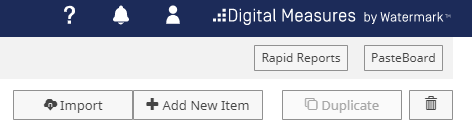 ? Digital Measures by Watermark™
Rapid Reports PasteBoard
Import Add New Item Duplicate